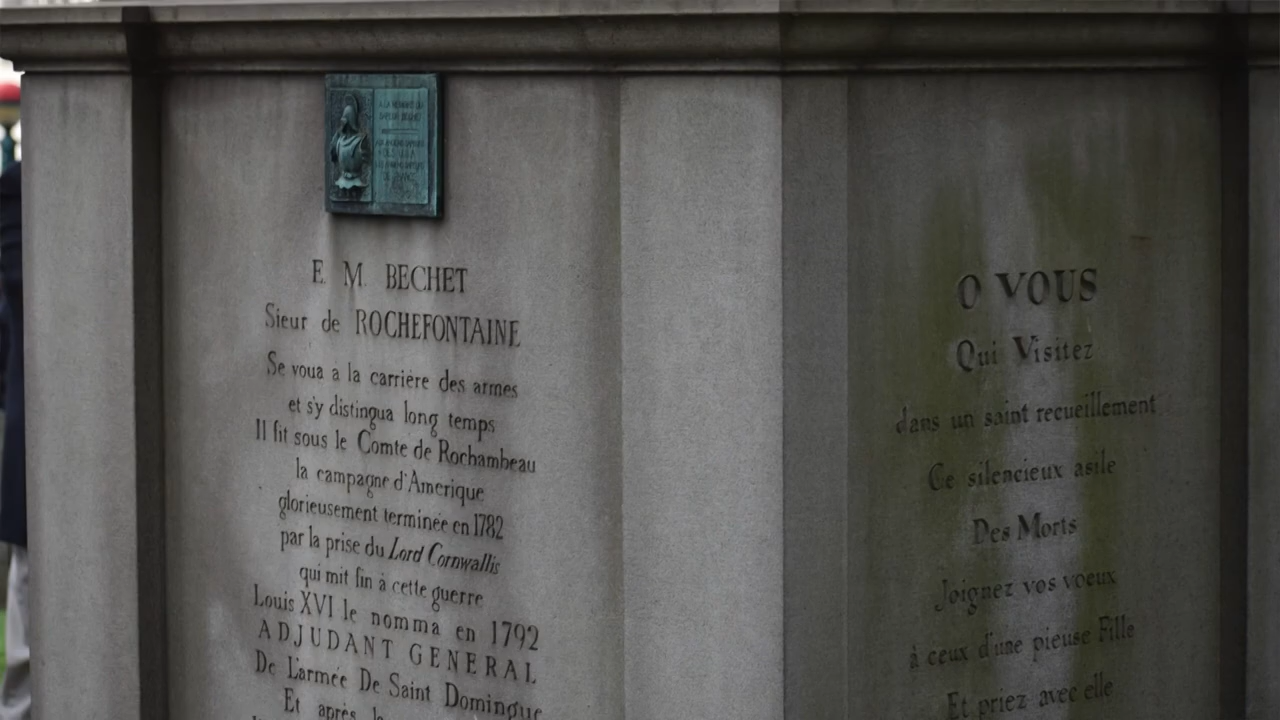 A LA MEMOIRE DU
E. M. BECHET
Sieur de ROCHEFONTAINE
Se voua a la carrière des armes
et s'y distingua long temps
Il fit sous le Comte de Rochambeau
la campagne d'Amerique
glorieusement terminée en 1782
par la prise du Lord Cornwallis
qui mit fin à cette guerre
Louis XVI le nomma en 1792
ADJUDANT GENERAL
De L'armée De Saint Domingue
Et après
O VOUS
Qui Visitez
dans un saint recueillement
Ce silencieux asile
Des Morts
Joignez vos voeux
à ceux d'une pieuse Fille
Et priez avec elle